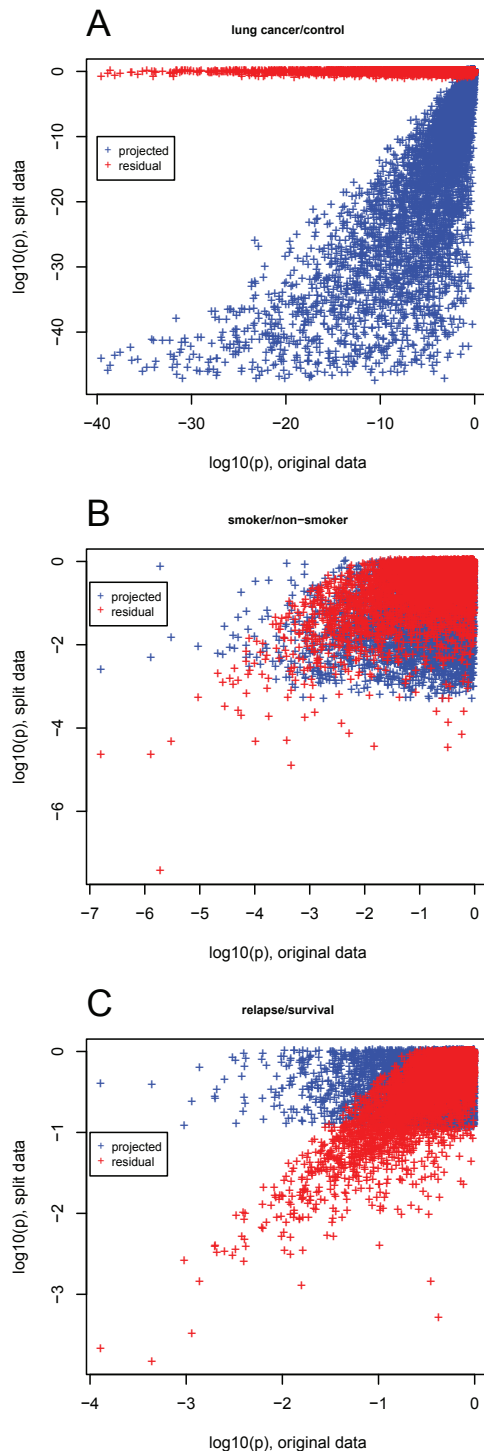 A
lung cancer/control
0
−10
−20
−30
−40
log10(p), split data
projected
residual
−40 −30 −20 −10 0
log10(p), original data
B
smoker/non−smoker
0
−2
−4
−6
log10(p), split data
projected
residual
−7 −6 −5 −4 −3 −2 −1 0
log10(p), original data
C
relapse/survival
0
−1
−2
−3
log10(p), split data
projected
residual
−4 −3 −2 −1 0
log10(p), original data